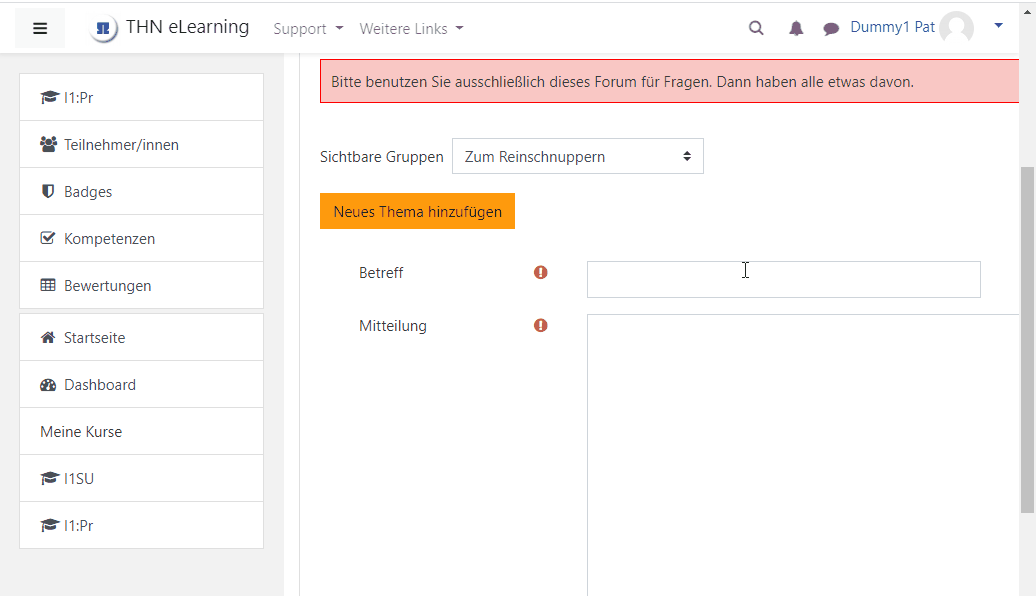 THN eLearning Support Weitere Links Dummy1 Pat
I1:Pr
Teilnehmer/innen
Badges
Kompetenzen
Bewertungen
Startseite
Dashboard
Meine Kurse
I1SU
I1:Pr
Bitte benutzen Sie ausschließlich dieses Forum für Fragen. Dann haben alle etwas davon.
Sichtbare Gruppen Zum Reinschnuppern
Neues Thema hinzufügen
Betreff
Mitteilung